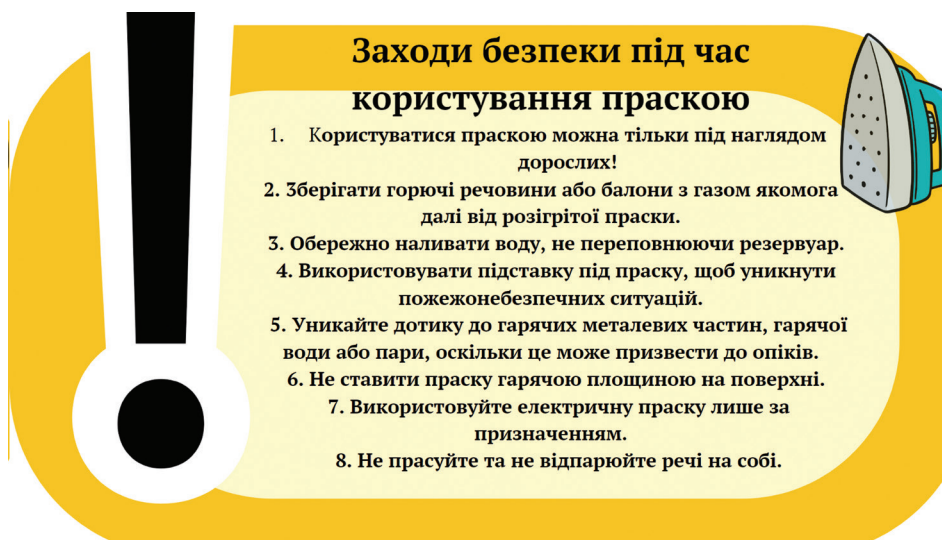 Заходи безпеки під час
користування праскою
1. Користуватися праскою можна тільки під наглядом
дорослих!
2. Зберігати горючі речовини або балони з газом якомога
далі від розігрітої праски.
3. Обережно наливати воду, не переповнюючи резервуар.
4. Використовувати підставку під праску, щоб уникнути
пожежонебезпечних ситуацій.
5. Уникайте дотику до гарячих металевих частин, гарячої
води або пари, оскільки це може призвести до опіків.
6. Не ставити праску гарячою площиною на поверхні.
7. Використовуйте електричну праску лише за
призначенням.
8. Не прасуйте та не відпарюйте речі на собі.